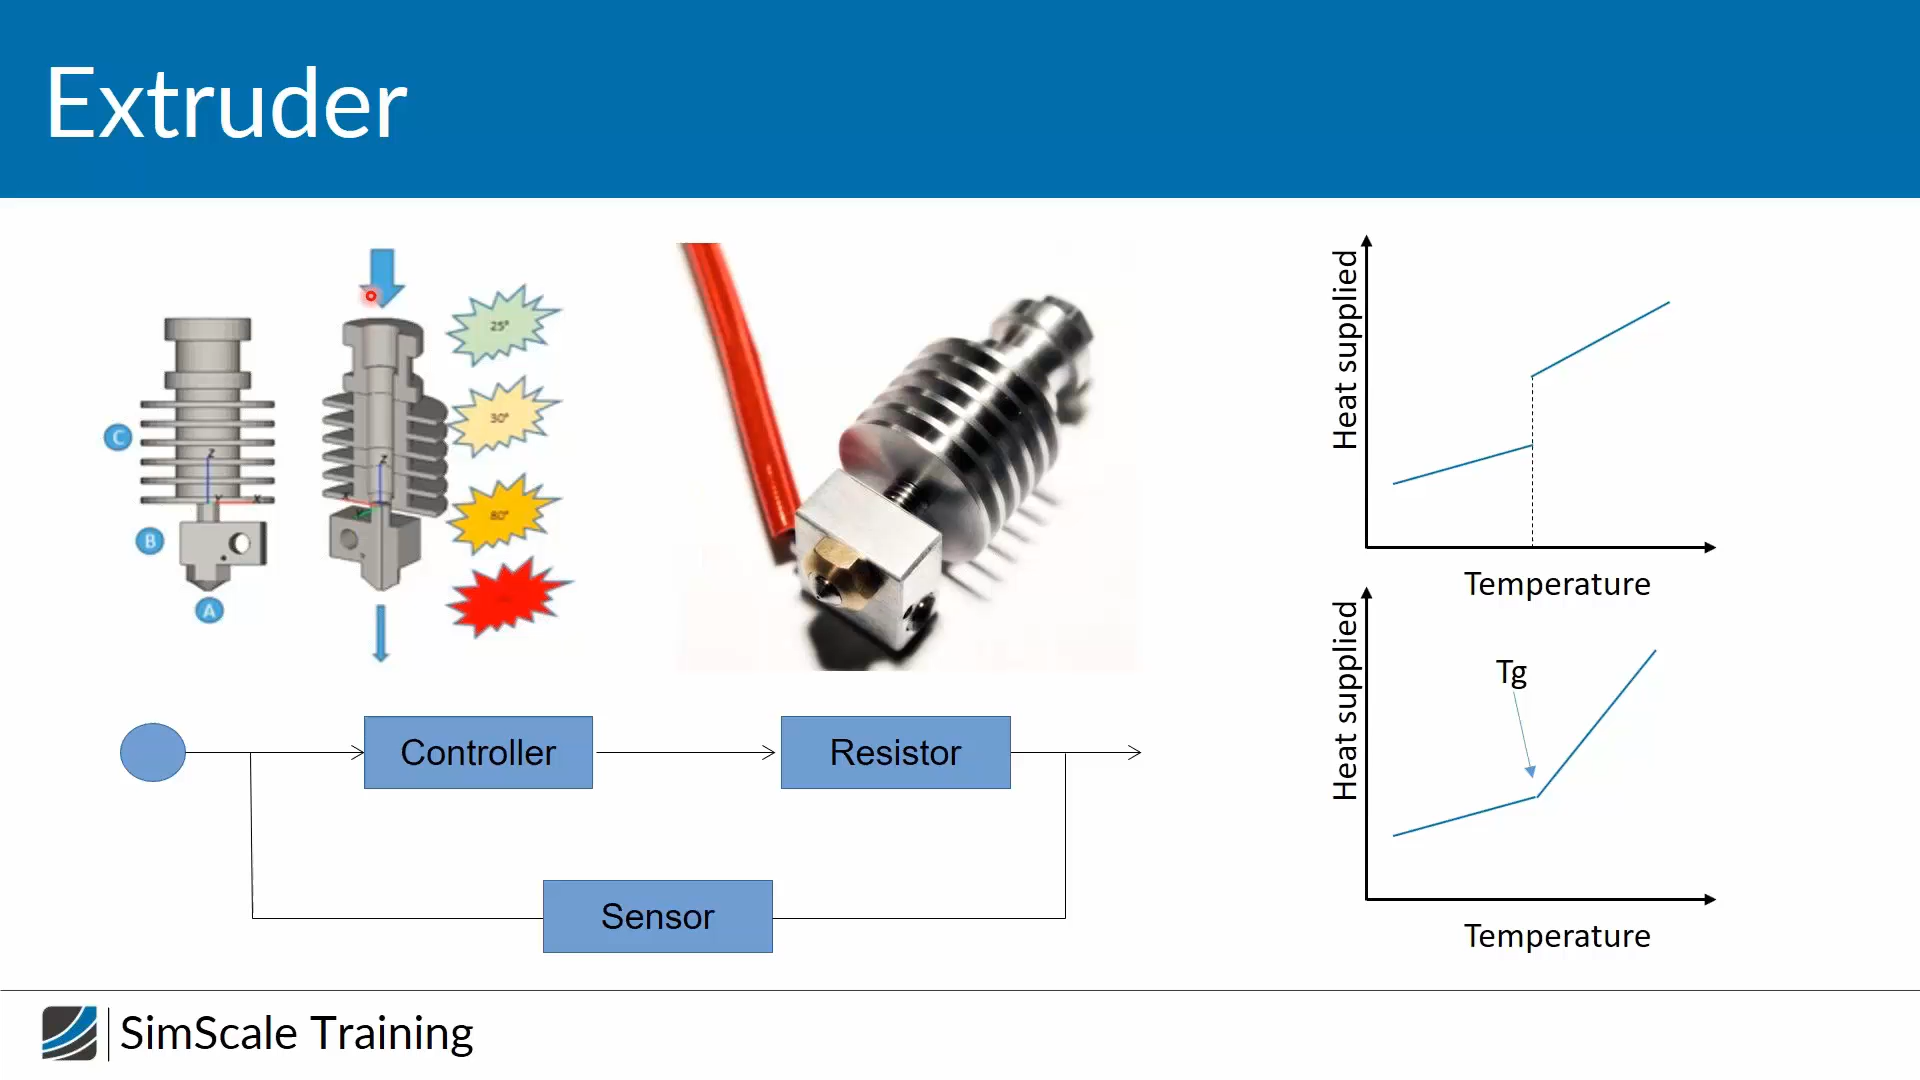 Extruder
25°
30°
80°
C
B
A
Z
Y
X
Z
X
Y
Heat supplied
Temperature
Tg
Heat supplied
Temperature
Controller
Resistor
Sensor
SimScale Training